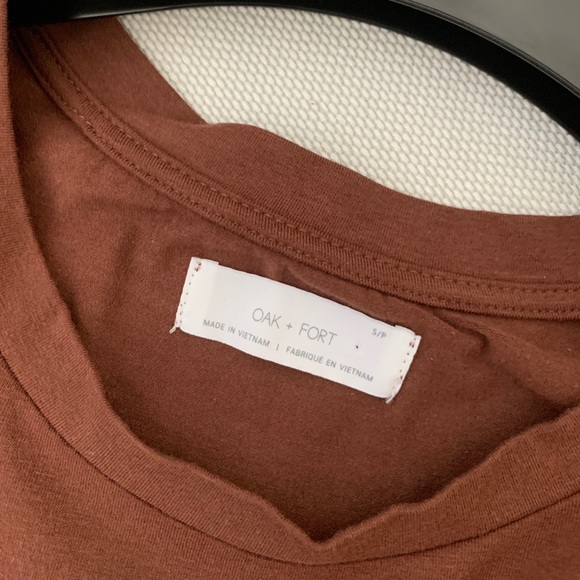 OAK + FORT
S/P
MADE IN VIETNAM | FABRIQUÉ EN VIETNAM